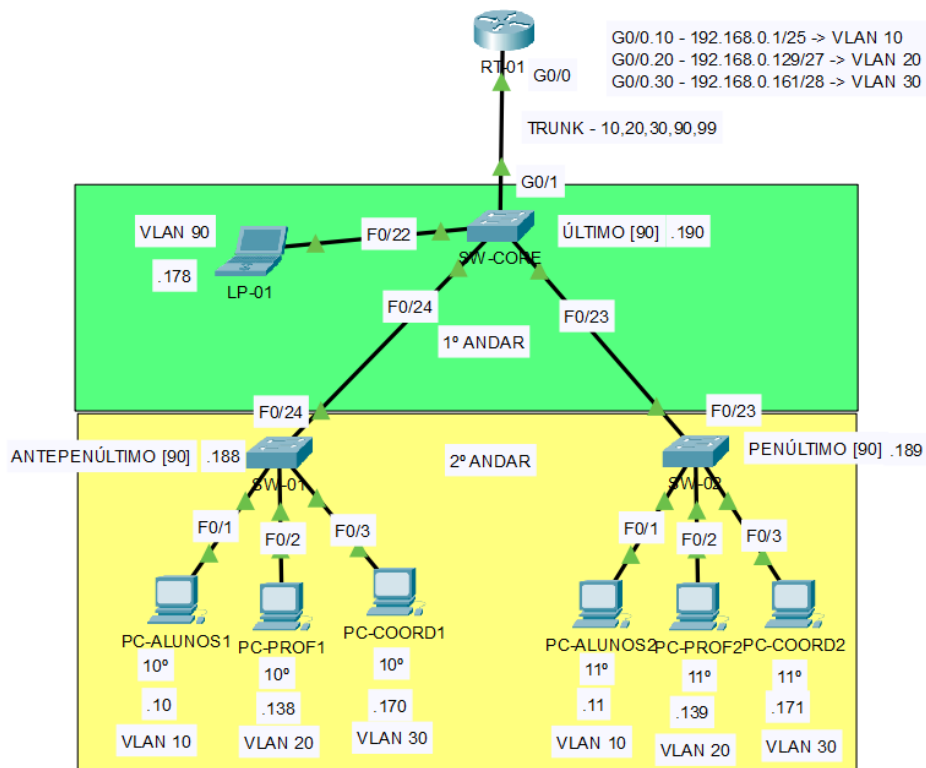 G0/0.10 - 192.168.0.1/25 -> VLAN 10
G0/0.20 - 192.168.0.129/27 -> VLAN 20
G0/0.30 - 192.168.0.161/28 -> VLAN 30
RT-01
G0/0
TRUNK - 10,20,30,90,99
G0/1
VLAN 90
F0/22
ÚLTIMO [90]
.190
SW-CORE
.178
LP-01
F0/24
F0/23
1º ANDAR
F0/24
F0/23
ANTEPENÚLTIMO [90]
.188
2º ANDAR
PENÚLTIMO [90]
.189
SW-01
SW-02
F0/1
F0/2
F0/3
F0/1
F0/2
F0/3
PC-ALUNOS1
PC-PROF1
PC-COORD1
PC-ALUNOS2
PC-PROF2
PC-COORD2
10º
10º
10º
11º
11º
11º
.10
.138
.170
.11
.139
.171
VLAN 10
VLAN 20
VLAN 30
VLAN 10
VLAN 20
VLAN 30